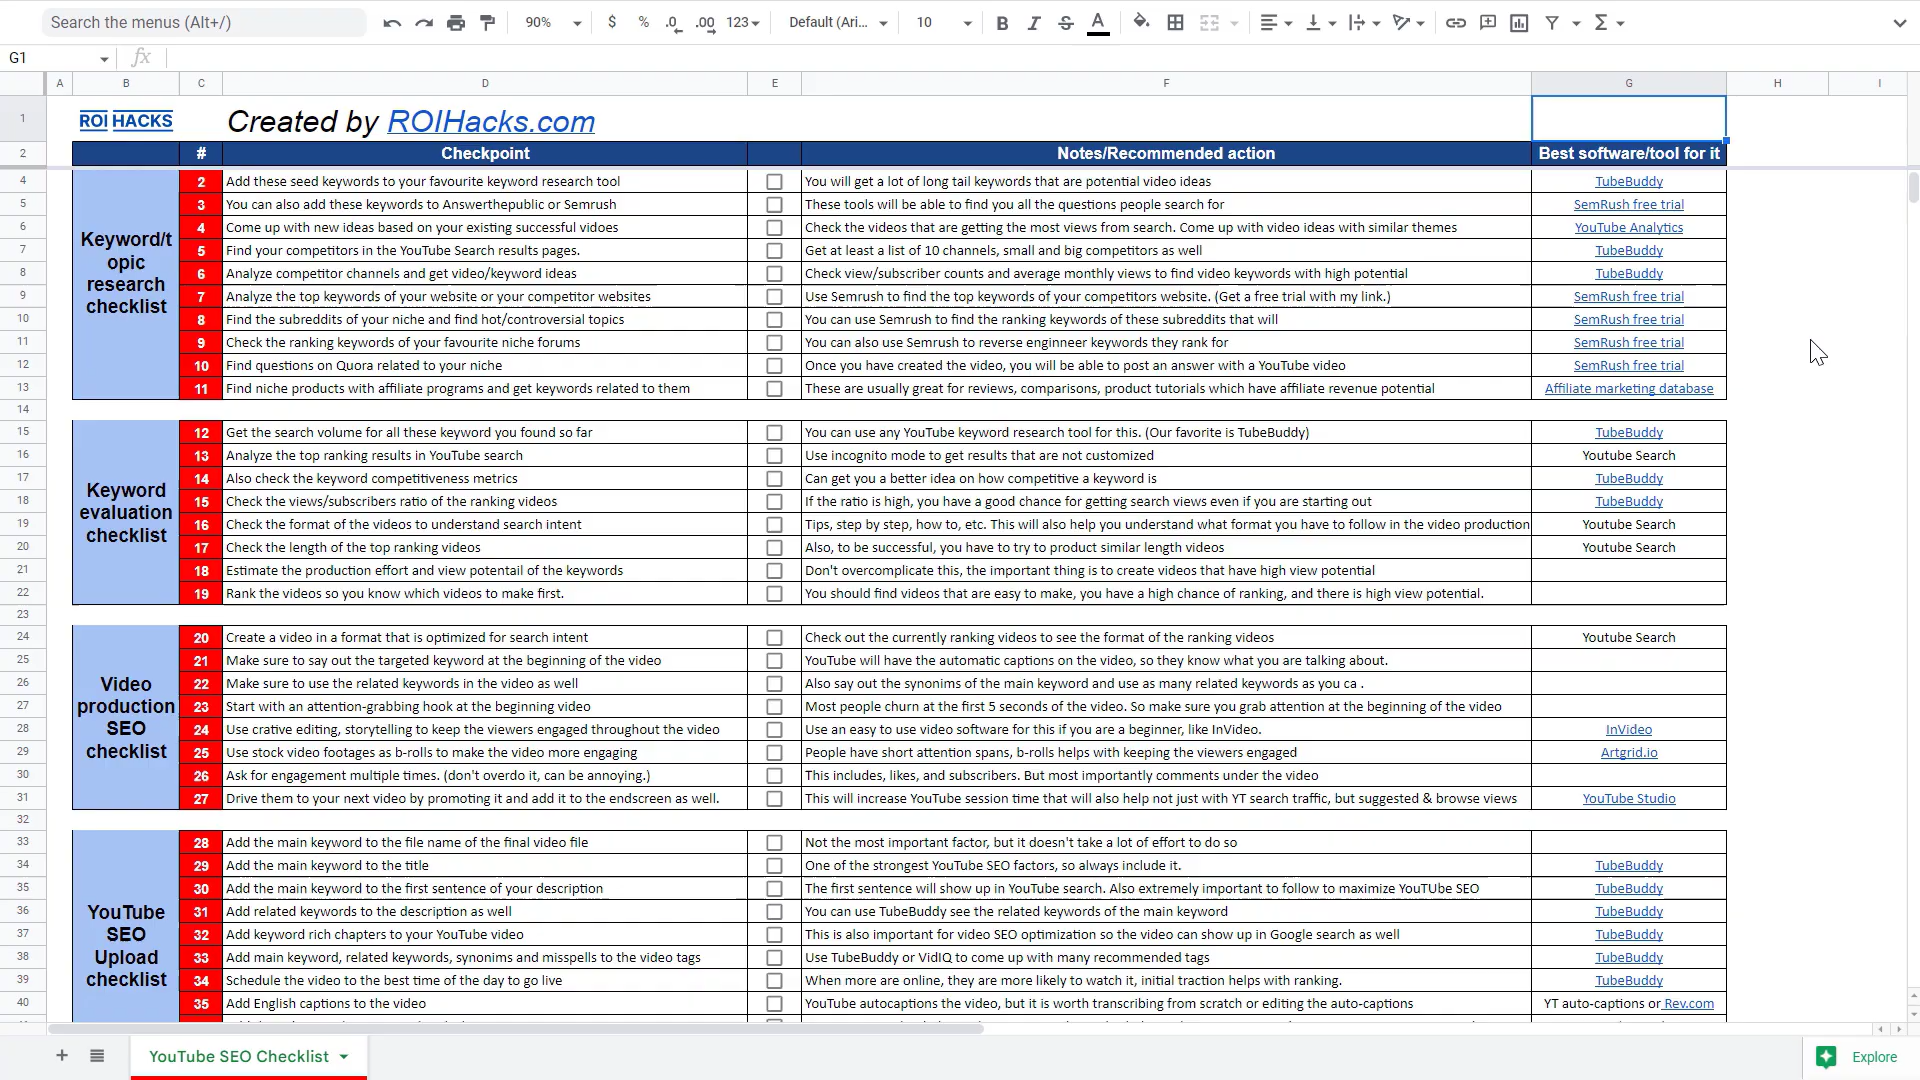 Search the menus (Alt+/)
90%
$ % .0 .00 123
Default (Ari...
10
B I S A
G1
fx
A B C D E F G H I
1 ROI HACKS Created by ROIHacks.com
2 # Checkpoint Notes/Recommended action Best software/tool for it
Keyword/t
opic
research
checklist
4 2 Add these seed keywords to your favourite keyword research tool You will get a lot of long tail keywords that are potential video ideas TubeBuddy
5 3 You can also add these keywords to Answerthepublic or Semrush These tools will be able to find you all the questions people search for SemRush free trial
6 4 Come up with new ideas based on your existing successful vidoes Check the videos that are getting the most views from search. Come up with video ideas with similar themes YouTube Analytics
7 5 Find your competitors in the YouTube Search results pages. Get at least a list of 10 channels, small and big competitors as well TubeBuddy
8 6 Analyze competitor channels and get video/keyword ideas Check view/subscriber counts and average monthly views to find video keywords with high potential TubeBuddy
9 7 Analyze the top keywords of your website or your competitor websites Use Semrush to find the top keywords of your competitors website. (Get a free trial with my link.) SemRush free trial
10 8 Find the subreddits of your niche and find hot/controversial topics You can use Semrush to find the ranking keywords of these subreddits that will SemRush free trial
11 9 Check the ranking keywords of your favourite niche forums You can also use Semrush to reverse enginneer keywords they rank for SemRush free trial
12 10 Find questions on Quora related to your niche Once you have created the video, you will be able to post an answer with a YouTube video SemRush free trial
13 11 Find niche products with affiliate programs and get keywords related to them These are usually great for reviews, comparisons, product tutorials which have affiliate revenue potential Affiliate marketing database
14
Keyword
evaluation
checklist
15 12 Get the search volume for all these keyword you found so far You can use any YouTube keyword research tool for this. (Our favorite is TubeBuddy) TubeBuddy
16 13 Analyze the top ranking results in YouTube search Use incognito mode to get results that are not customized Youtube Search
17 14 Also check the keyword competitiveness metrics Can get you a better idea on how competitive a keyword is TubeBuddy
18 15 Check the views/subscribers ratio of the ranking videos If the ratio is high, you have a good chance for getting search views even if you are starting out TubeBuddy
19 16 Check the format of the videos to understand search intent Tips, step by step, how to, etc. This will also help you understand what format you have to follow in the video production Youtube Search
20 17 Check the length of the top ranking videos Also, to be successful, you have to try to product similar length videos Youtube Search
21 18 Estimate the production effort and view potentail of the keywords Don't overcomplicate this, the important thing is to create videos that have high view potential
22 19 Rank the videos so you know which videos to make first. You should find videos that are easy to make, you have a high chance of ranking, and there is high view potential.
23
Video
production
SEO
checklist
24 20 Create a video in a format that is optimized for search intent Check out the currently ranking videos to see the format of the ranking videos Youtube Search
25 21 Make sure to say out the targeted keyword at the beginning of the video YouTube will have the automatic captions on the video, so they know what you are talking about.
26 22 Make sure to use the related keywords in the video as well Also say out the synonims of the main keyword and use as many related keywords as you ca .
27 23 Start with an attention-grabbing hook at the beginning video Most people churn at the first 5 seconds of the video. So make sure you grab attention at the beginning of the video
28 24 Use crative editing, storytelling to keep the viewers engaged throughout the video Use an easy to use video software for this if you are a beginner, like InVideo. InVideo
29 25 Use stock video footages as b-rolls to make the video more engaging People have short attention spans, b-rolls helps with keeping the viewers engaged Artgrid.io
30 26 Ask for engagement multiple times. (don't overdo it, can be annoying.) This includes, likes, and subscribers. But most importantly comments under the video
31 27 Drive them to your next video by promoting it and add it to the endscreen as well. This will increase YouTube session time that will also help not just with YT search traffic, but suggested & browse views YouTube Studio
32
YouTube
SEO
Upload
checklist
33 28 Add the main keyword to the file name of the final video file Not the most important factor, but it doesn't take a lot of effort to do so
34 29 Add the main keyword to the title One of the strongest YouTube SEO factors, so always include it. TubeBuddy
35 30 Add the main keyword to the first sentence of your description The first sentence will show up in YouTube search. Also extremely important to follow to maximize YouTUBE SEO TubeBuddy
36 31 Add related keywords to the description as well You can use TubeBuddy see the related keywords of the main keyword TubeBuddy
37 32 Add keyword rich chapters to your YouTube video This is also important for video SEO optimization so the video can show up in Google search as well TubeBuddy
38 33 Add main keyword, related keywords, synonims and misspells to the video tags Use TubeBuddy or VidIQ to come up with many recommended tags TubeBuddy
39 34 Schedule the video to the best time of the day to go live When more are online, they are more likely to watch it, initial traction helps with ranking. TubeBuddy
40 35 Add English captions to the video YouTube autocaptions the video, but it is worth transcribing from scratch or editing the auto-captions YT auto-captions or Rev.com
YouTube SEO Checklist
Explore